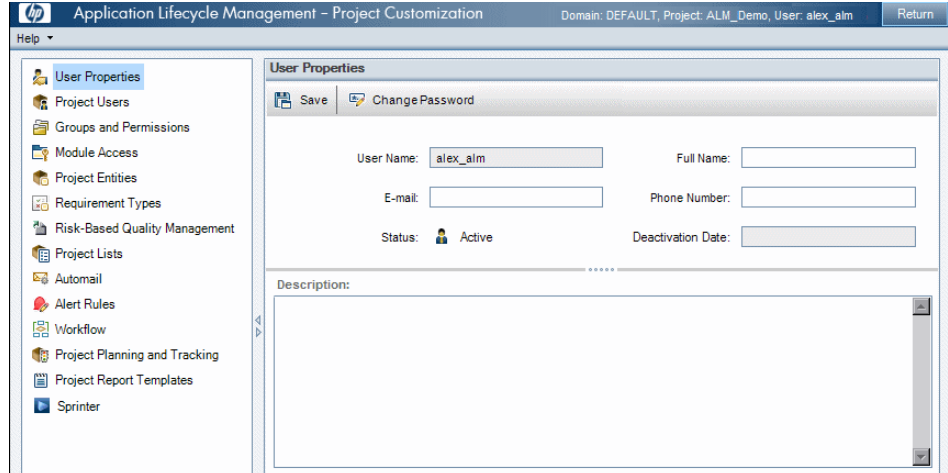 hp Application Lifecycle Management – Project Customization Domain: DEFAULT, Project: ALM_Demo, User: alex_alm Return
Help
User Properties
Project Users
Groups and Permissions
Module Access
Project Entities
Requirement Types
Risk-Based Quality Management
Project Lists
Automail
Alert Rules
Workflow
Project Planning and Tracking
Project Report Templates
Sprinter
User Properties
Save Change Password
User Name: alex_alm Full Name:
E-mail: Phone Number:
Status: Active Deactivation Date:
Description: